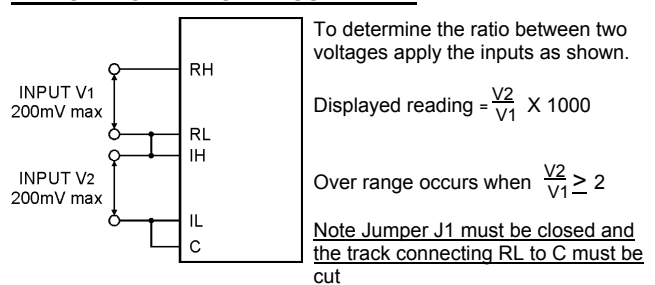 RH
INPUT V1
200mV max
RL
IH
INPUT V2
200mV max
IL
C
To determine the ratio between two
voltages apply the inputs as shown.
Displayed reading = V2/V1 X 1000
Over range occurs when V2/V1 ≥ 2
Note Jumper J1 must be closed and
the track connecting RL to C must be
cut